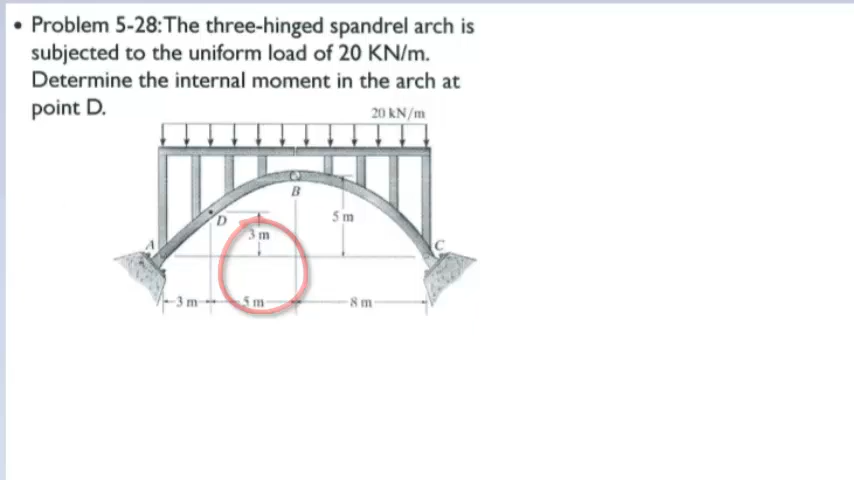 • Problem 5-28:The three-hinged spandrel arch is
subjected to the uniform load of 20 KN/m.
Determine the internal moment in the arch at
point D.
20 kN/m
B
D
5 m
3 m
A
C
3 m
5 m
8 m